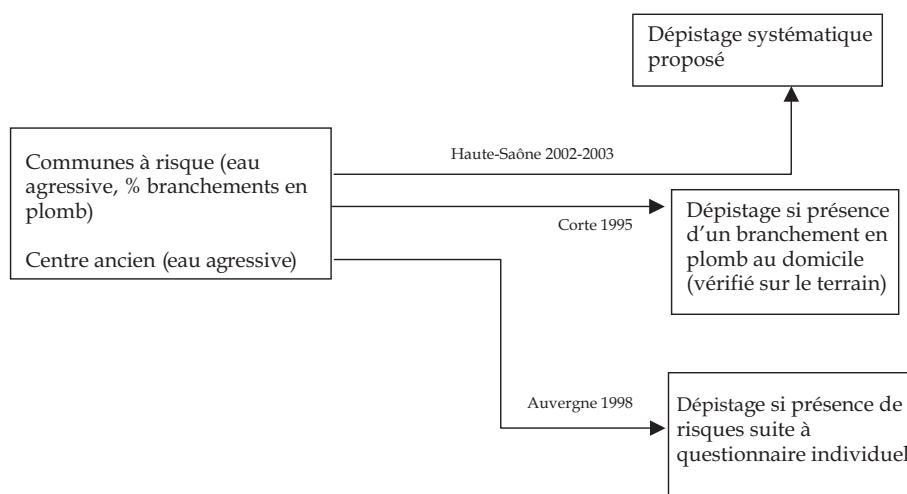 Dépistage systématique
proposé
Communes à risque (eau
agressive, % branchements en
plomb)
Centre ancien (eau agressive)
Haute-Saône 2002-2003
Corte 1995
Dépistage si présence
d'un branchement en
plomb au domicile
(vérifié sur le terrain)
Auvergne 1998
Dépistage si présence de
risques suite à
questionnaire individuel